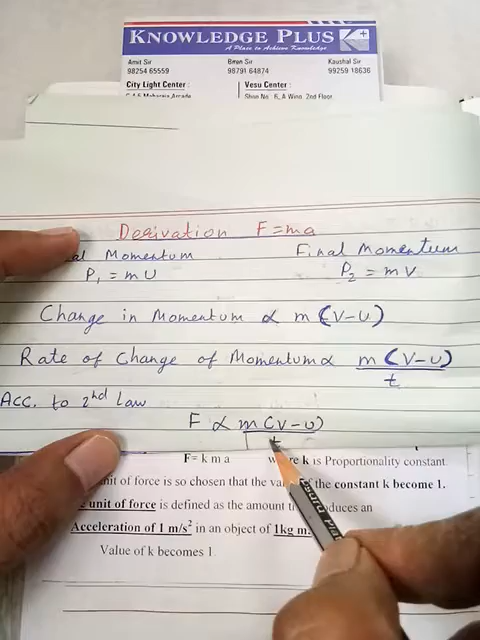 KNOWLEDGE PLUS
A Place to Achieve Knowledge
Amit Sir Biren Sir Kaushal Sir
98254 65559 98791 64874 99259 18636
City Light Center : Vesu Center :
Shop No. 6, A Wing, 2nd Floor
Derivation F=ma
al Momentum Final Momentum
P₁ = mU P₂ = mV
Change in Momentum ∝ m(V-U)
Rate of Change of Momentum ∝ m(V-U)
t
Acc. to 2nd Law
F ∝ m(V-U)
t
F= k m a where k is Proportionality constant.
unit of force is so chosen that the va the constant k become 1.
unit of force is defined as the amount oduces an
Acceleration of 1 m/s² in an object of 1kg m
Value of k becomes 1.